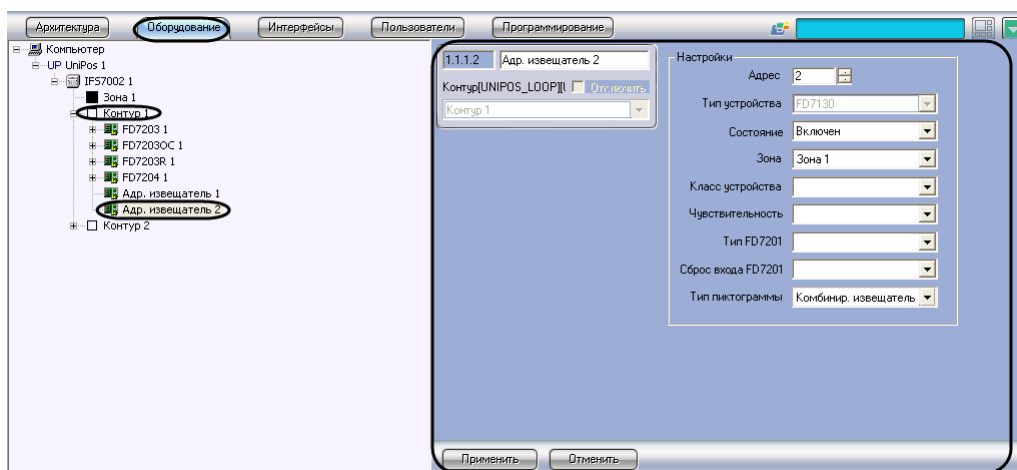 Архитектура Оборудование Интерфейсы Пользователи Программирование
Компьютер
UP UniPos 1
IFS7002 1
Зона 1
Контур 1
FD7203 1
FD7203OC 1
FD7203R 1
FD7204 1
Адр. извещатель 1
Адр. извещатель 2
Контур 2
1.1.1.2 Адр. извещатель 2
Контур[UNIPOS_LOOP][U Отключить
Контур 1
Настройки
Адрес 2
Тип устройства FD7130
Состояние Включен
Зона Зона 1
Класс устройства
Чувствительность
Тип FD7201
Сброс входа FD7201
Тип пиктограммы Комбинир. извещатель
Применить Отменить